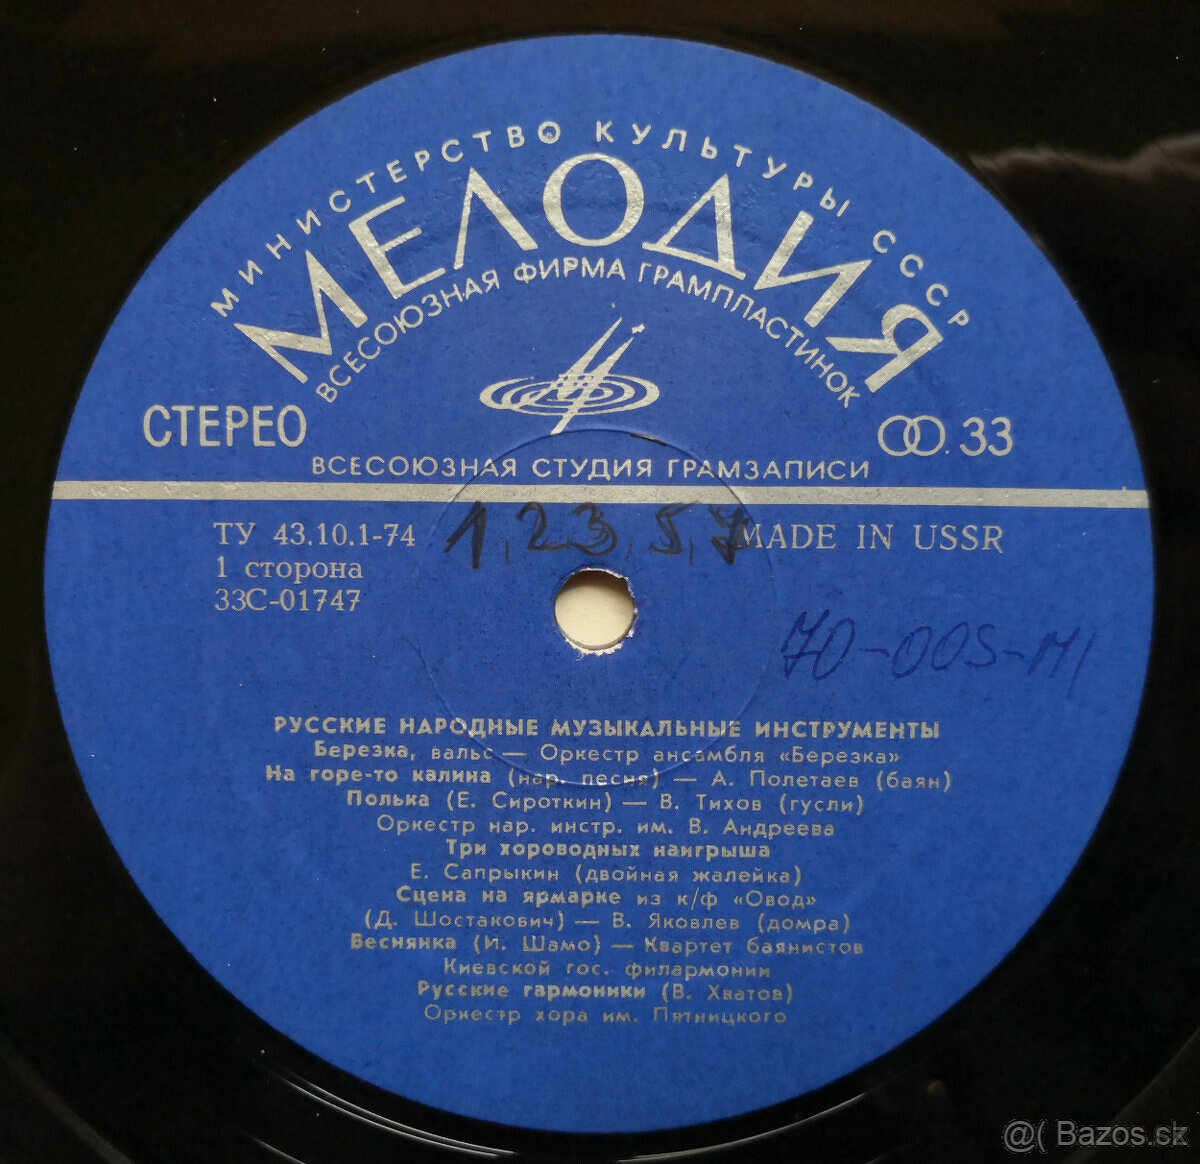 МИНИСТЕРСТВО КУЛЬТУРЫ СССР
МЕЛОДИЯ
ВСЕСОЮЗНАЯ ФИРМА ГРАМПЛАСТИНОК
СТЕРЕО
33
ВСЕСОЮЗНАЯ СТУДИЯ ГРАМЗАПИСИ
ТУ 43.10.1-74
1,2,3,5,7
MADE IN USSR
1 сторона
33С-01747
70-005-М/
РУССКИЕ НАРОДНЫЕ МУЗЫКАЛЬНЫЕ ИНСТРУМЕНТЫ
Березка, вальс — Оркестр ансамбля «Березка»
На горе-то калина (нар. песня) — А. Полетаев (баян)
Полька (Е. Сироткин) — В. Тихов (гусли)
Оркестр нар. инстр. им. В. Андреева
Три хороводных наигрыша
Е. Сапрыкин (двойная жалейка)
Сцена на ярмарке из к/ф «Овод»
(Д. Шостакович) — В. Яковлев (домра)
Веснянка (И. Шамо) — Квартет баянистов
Киевской гос. филармонии
Русские гармоники (В. Хватов)
Оркестр хора им. Пятницкого
@( Bazos.sk